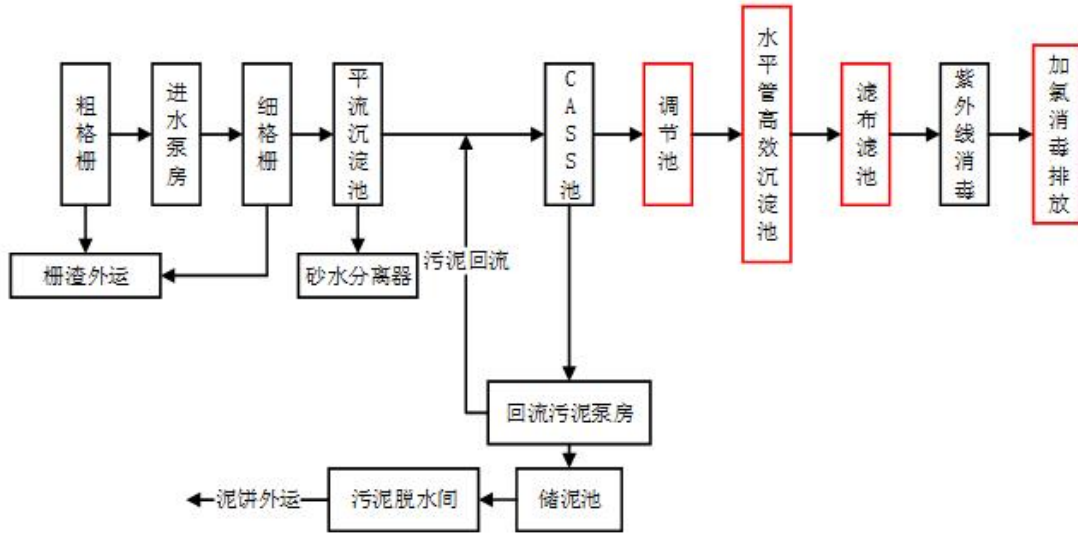 粗格栅
进水泵房
细格栅
平流沉淀池
CASS池
调节池
水平管高效沉淀池
滤布滤池
紫外线消毒
加氯消毒排放
栅渣外运
砂水分离器
污泥回流
回流污泥泵房
泥饼外运
污泥脱水间
储泥池